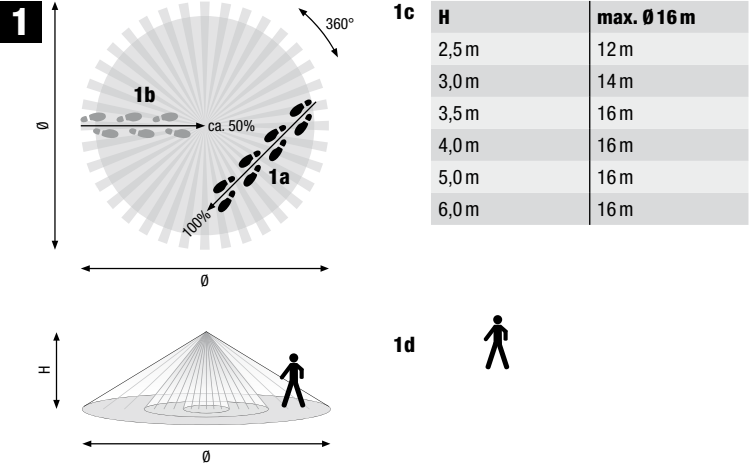 1
360°
1b
Ø
ca. 50%
1a
100%
Ø
H
Ø
1c
H max. Ø 16 m
2,5 m 12 m
3,0 m 14 m
3,5 m 16 m
4,0 m 16 m
5,0 m 16 m
6,0 m 16 m
1d